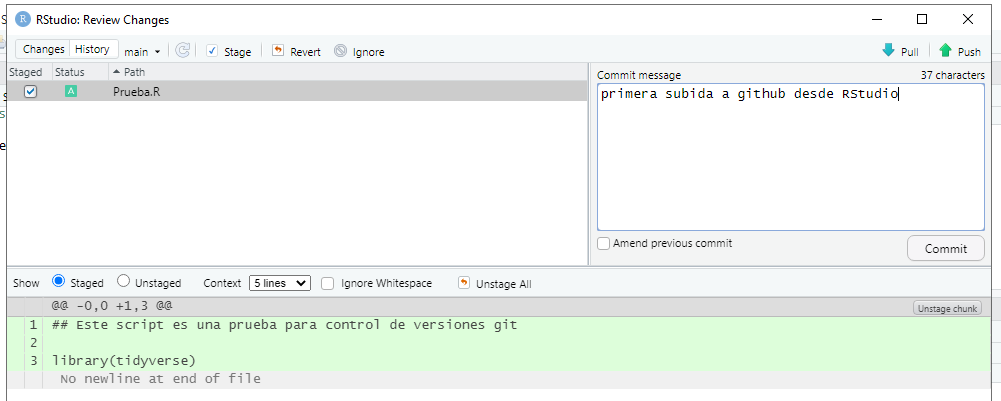 R RStudio: Review Changes
Changes History main Stage Revert Ignore Pull Push
Staged Status Path
A Prueba.R
Commit message 37 characters
primera subida a github desde RStudio
Amend previous commit
Commit
Show Staged Unstaged Context 5 lines Ignore Whitespace Unstage All
@@ -0,0 +1,3 @@ Unstage chunk
1 ## Este script es una prueba para control de versiones git
2
3 library(tidyverse)
No newline at end of file